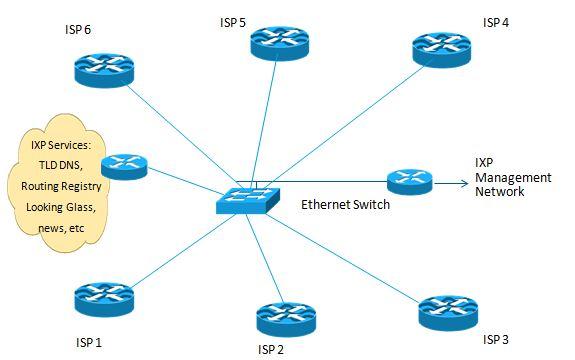 ISP 6
ISP 5
ISP 4
IXP Services:
TLD DNS,
Routing Registry
Looking Glass,
news, etc
IXP
Management
Network
Ethernet Switch
ISP 1
ISP 2
ISP 3